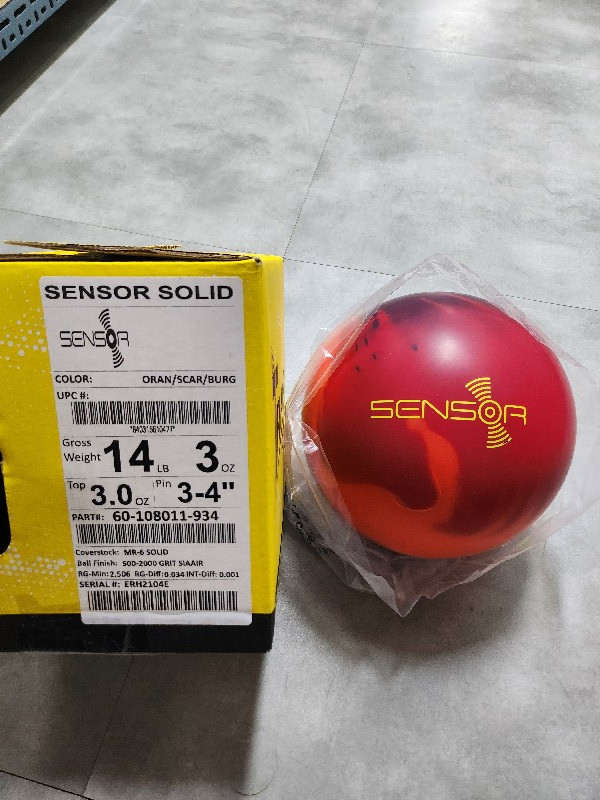 SENSOR SOLID
SENSOR
COLOR: ORAN/SCAR/BURG
UPC #:
Gross Weight 14 LB 3 OZ
Top 3.0 OZ Pin 3-4"
PART#: 60-108011-934
Coverstock: MR-6 SOLID
Ball Finish: 500-2000 GRIT SIAAIR
RG-Min: 2.506 RG-Diff: 0.034 INT-Diff: 0.001
SERIAL #: ERH2104E
SENSOR